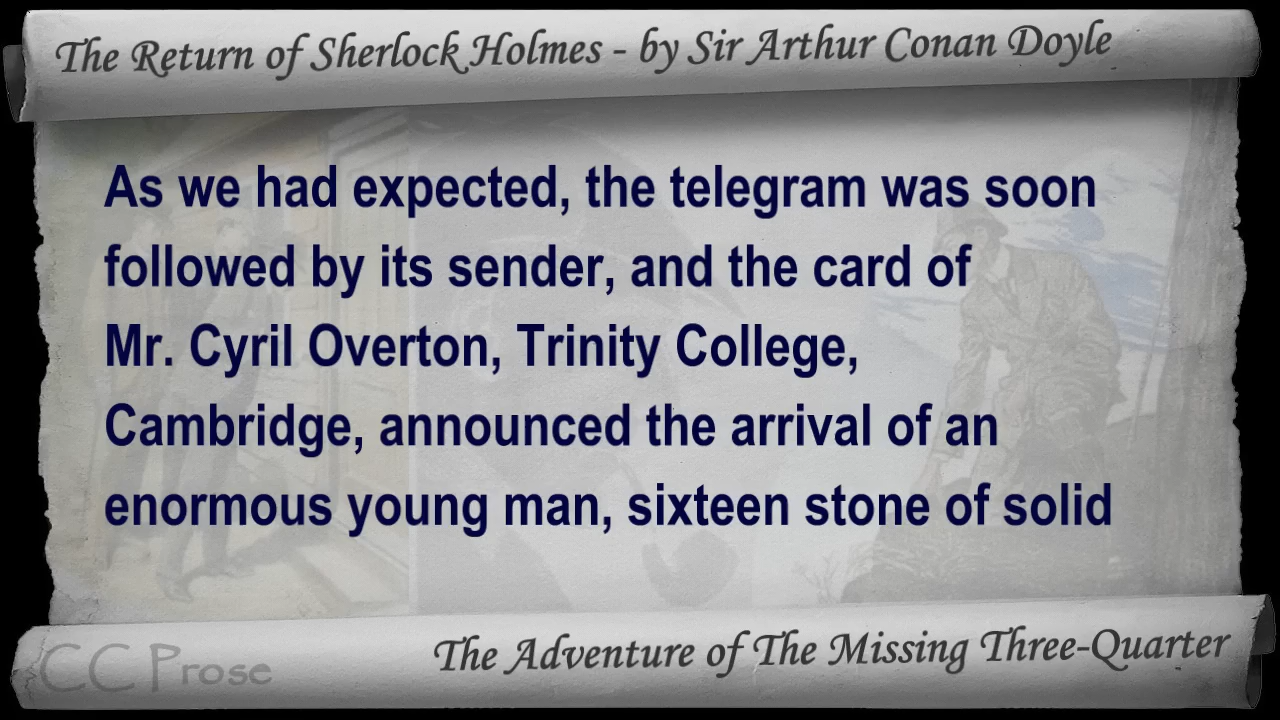 The Return of Sherlock Holmes - by Sir Arthur Conan Doyle
As we had expected, the telegram was soon
followed by its sender, and the card of
Mr. Cyril Overton, Trinity College,
Cambridge, announced the arrival of an
enormous young man, sixteen stone of solid
The Adventure of The Missing Three-Quarter
CC Prose